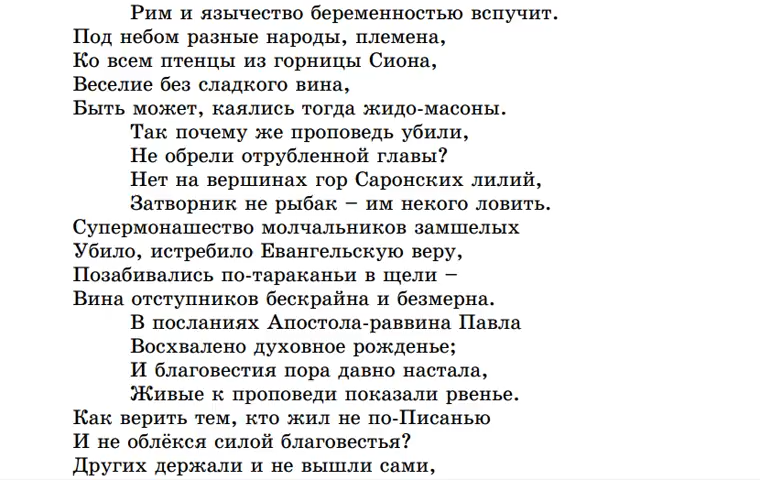 Рим и язычество беременностью вспучит.
Под небом разные народы, племена,
Ко всем птенцы из горницы Сиона,
Веселие без сладкого вина,
Быть может, каялись тогда жидо-масоны.
Так почему же проповедь убили,
Не обрели отрубленной главы?
Нет на вершинах гор Саронских лилий,
Затворник не рыбак – им некого ловить.
Супермонашество молчальников замшелых
Убило, истребило Евангельскую веру,
Позабивались по-тараканьи в щели –
Вина отступников бескрайна и безмерна.
В посланиях Апостола-раввина Павла
Восхвалено духовное рожденье;
И благовестия пора давно настала,
Живые к проповеди показали рвенье.
Как верить тем, кто жил не по-Писанью
И не облёкся силой благовестья?
Других держали и не вышли сами,